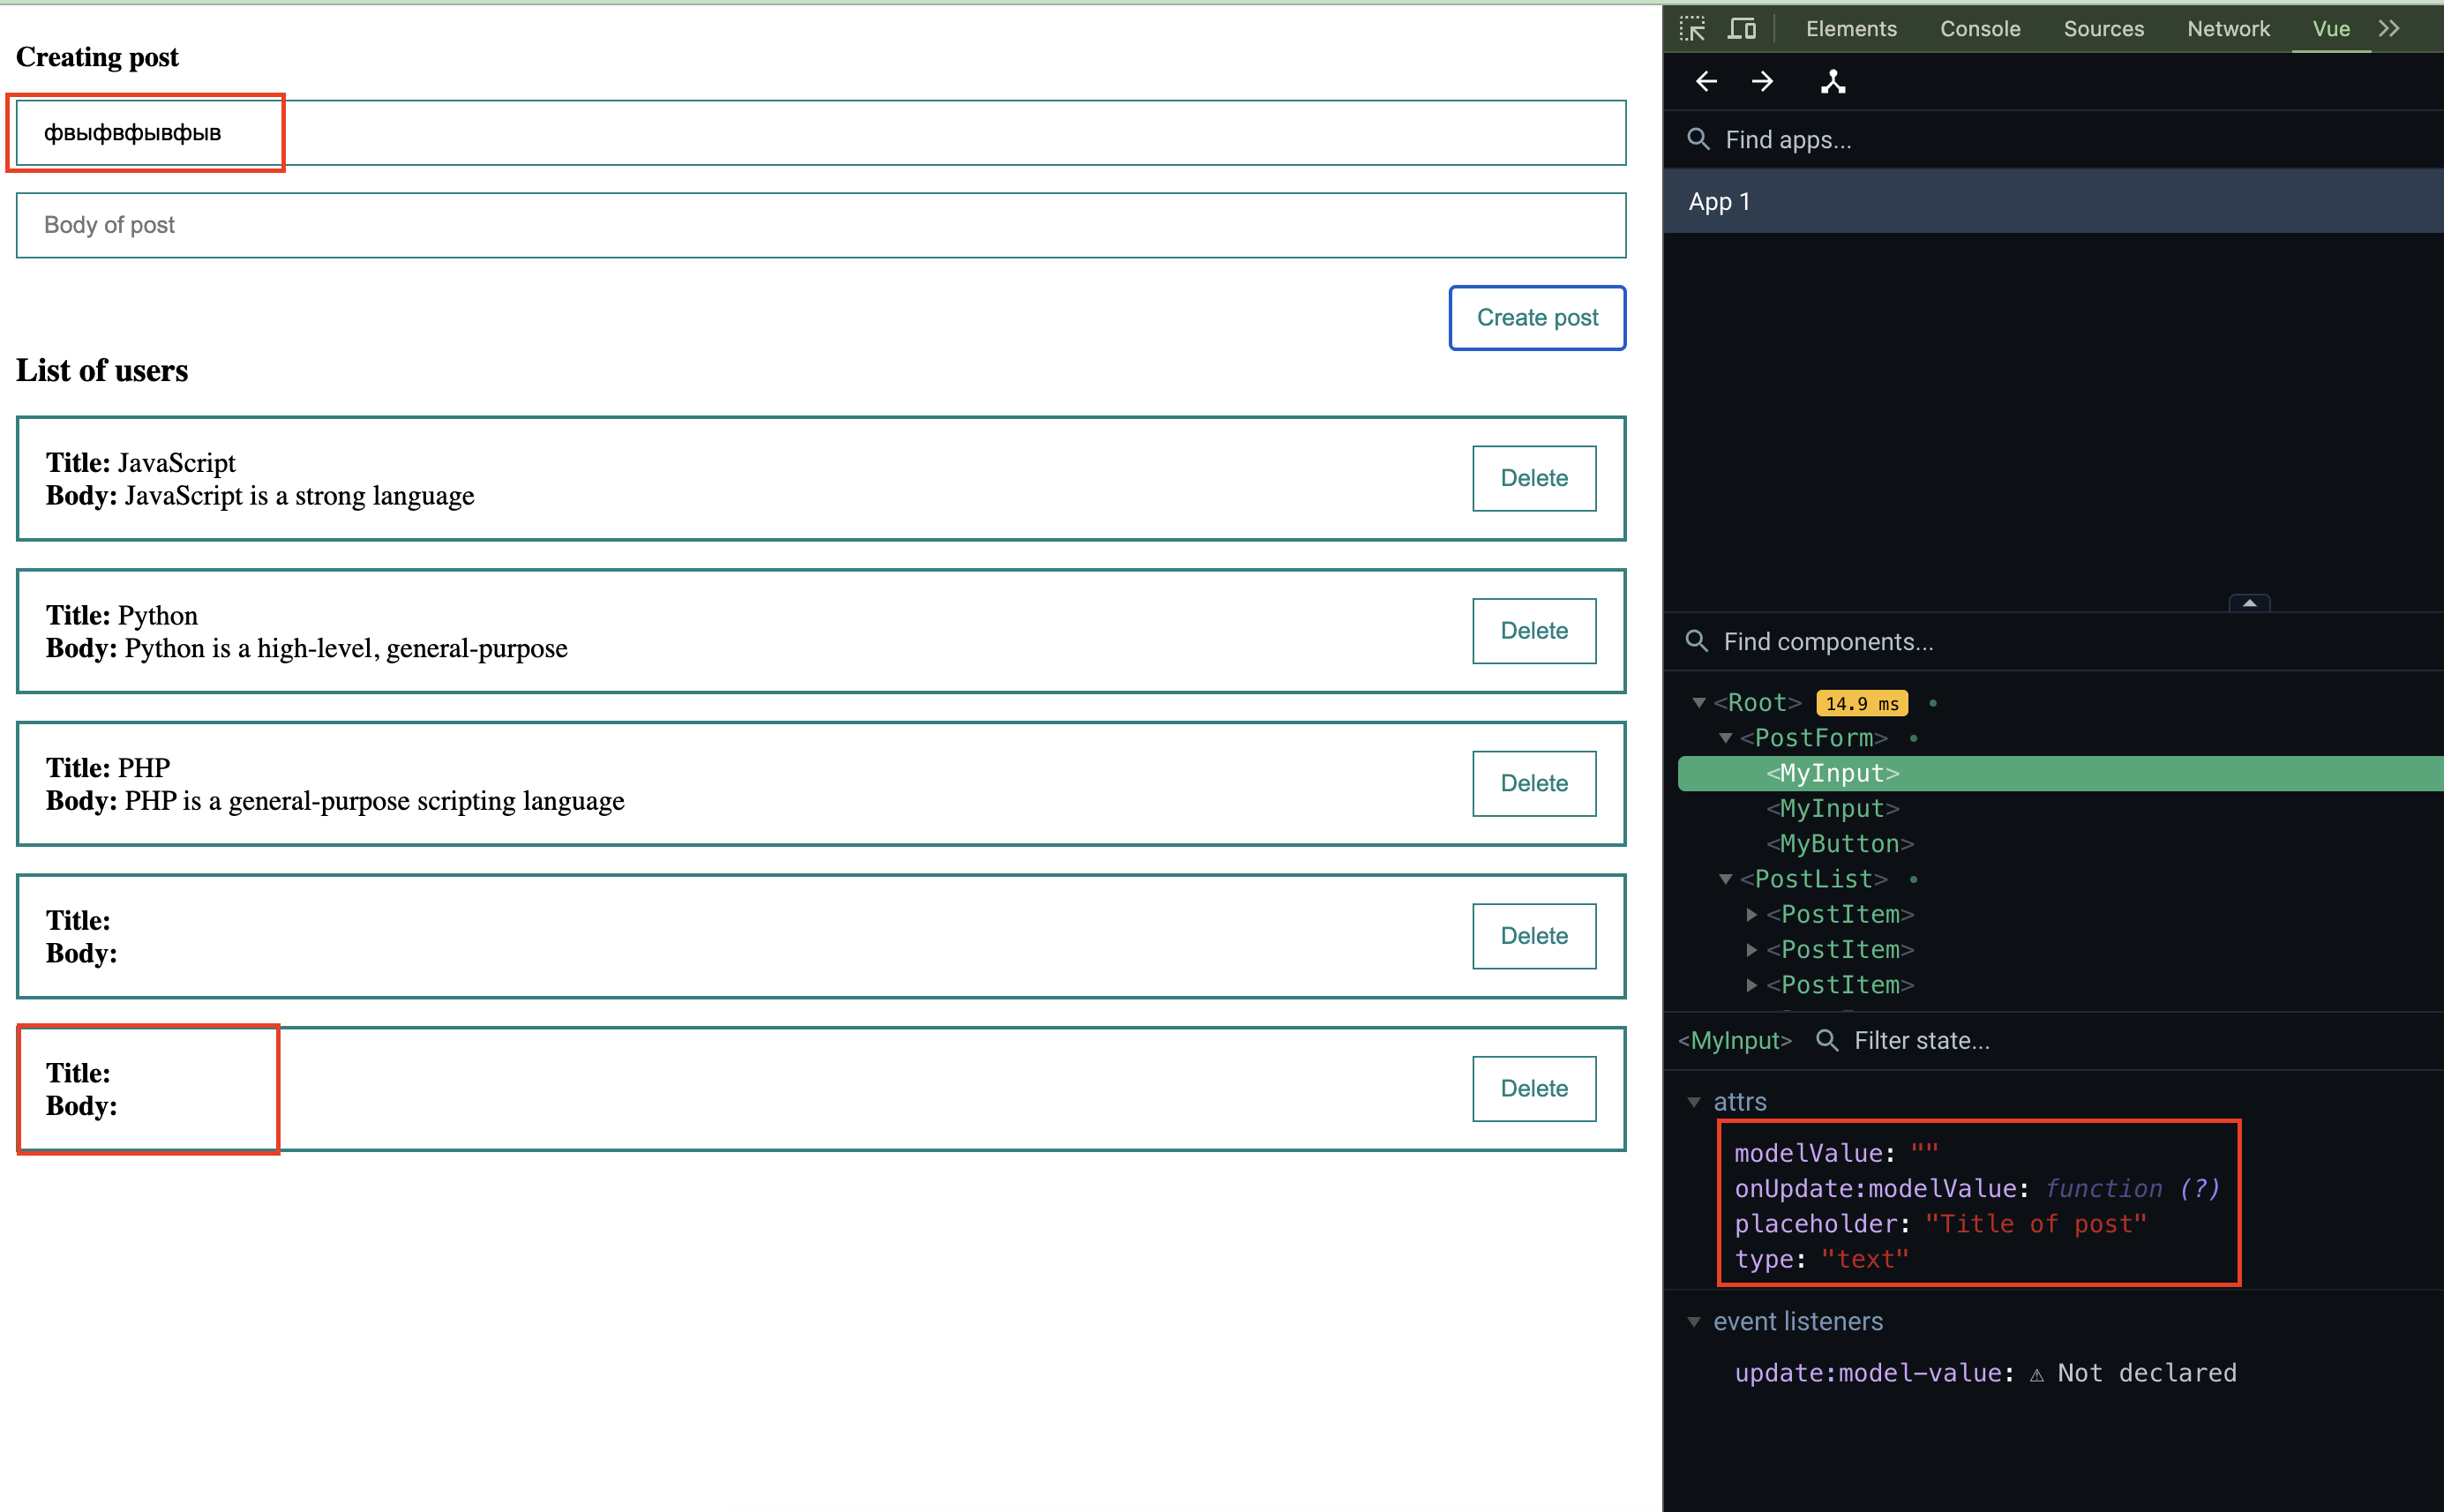 Creating post
фвыфвфывфыв
Body of post
Create post
List of users
Title: JavaScript
Body: JavaScript is a strong language
Delete
Title: Python
Body: Python is a high-level, general-purpose
Delete
Title: PHP
Body: PHP is a general-purpose scripting language
Delete
Title:
Body:
Delete
Title:
Body:
Delete
Elements Console Sources Network Vue
Find apps...
App 1
Find components...
<Root> 14.9 ms
<PostForm>
<MyInput>
<MyInput>
<MyButton>
<PostList>
<PostItem>
<PostItem>
<PostItem>
<MyInput> Filter state...
attrs
modelValue: ""
onUpdate:modelValue: function (?)
placeholder: "Title of post"
type: "text"
event listeners
update:model-value: ⚠ Not declared